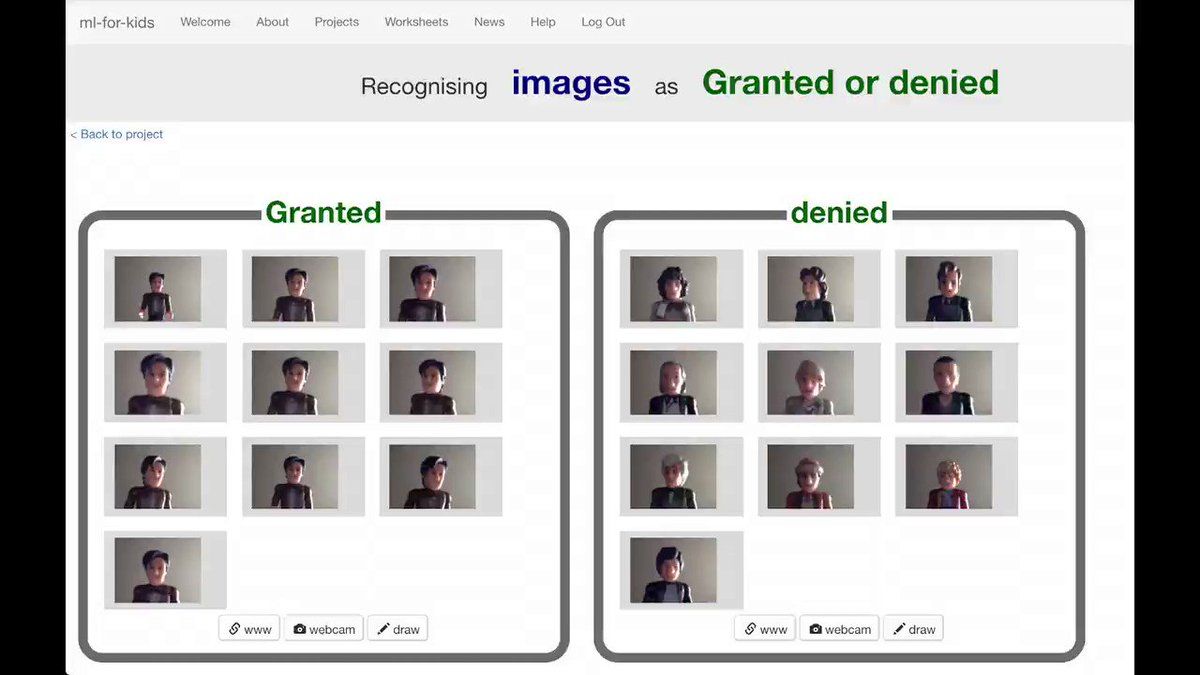 ml-for-kids Welcome About Projects Worksheets News Help Log Out
Recognising images as Granted or denied
< Back to project
Granted
www webcam draw
denied
www webcam draw